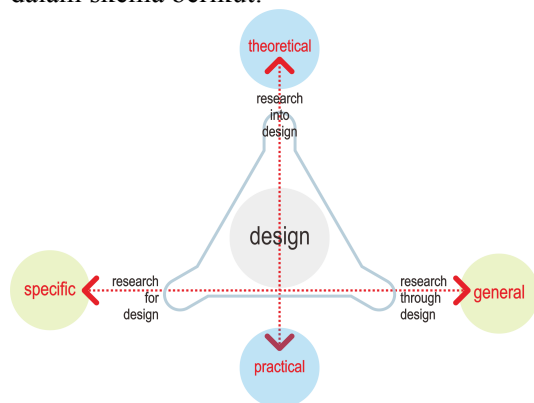 dalam skema berikut:
theoretical
research
into
design
design
specific
research
for
design
research
through
design
general
practical